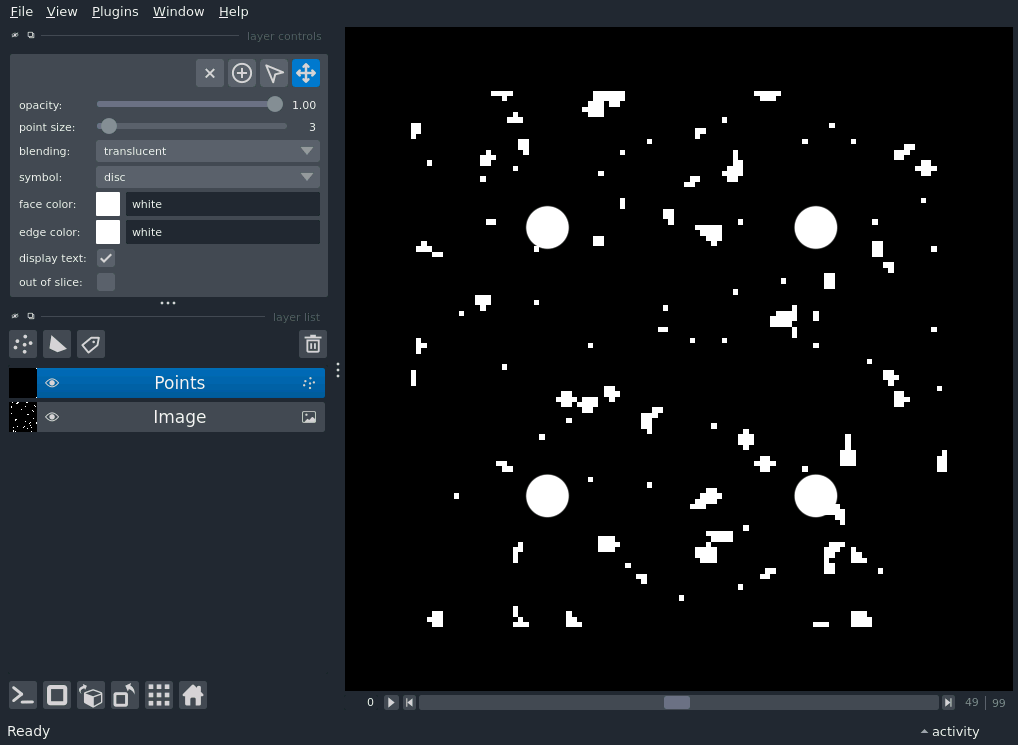 File View Plugins Window Help
layer controls
opacity: 1.00
point size: 3
blending: translucent
symbol: disc
face color: white
edge color: white
display text:
out of slice:
layer list
Points
Image
0 49 | 99
Ready activity